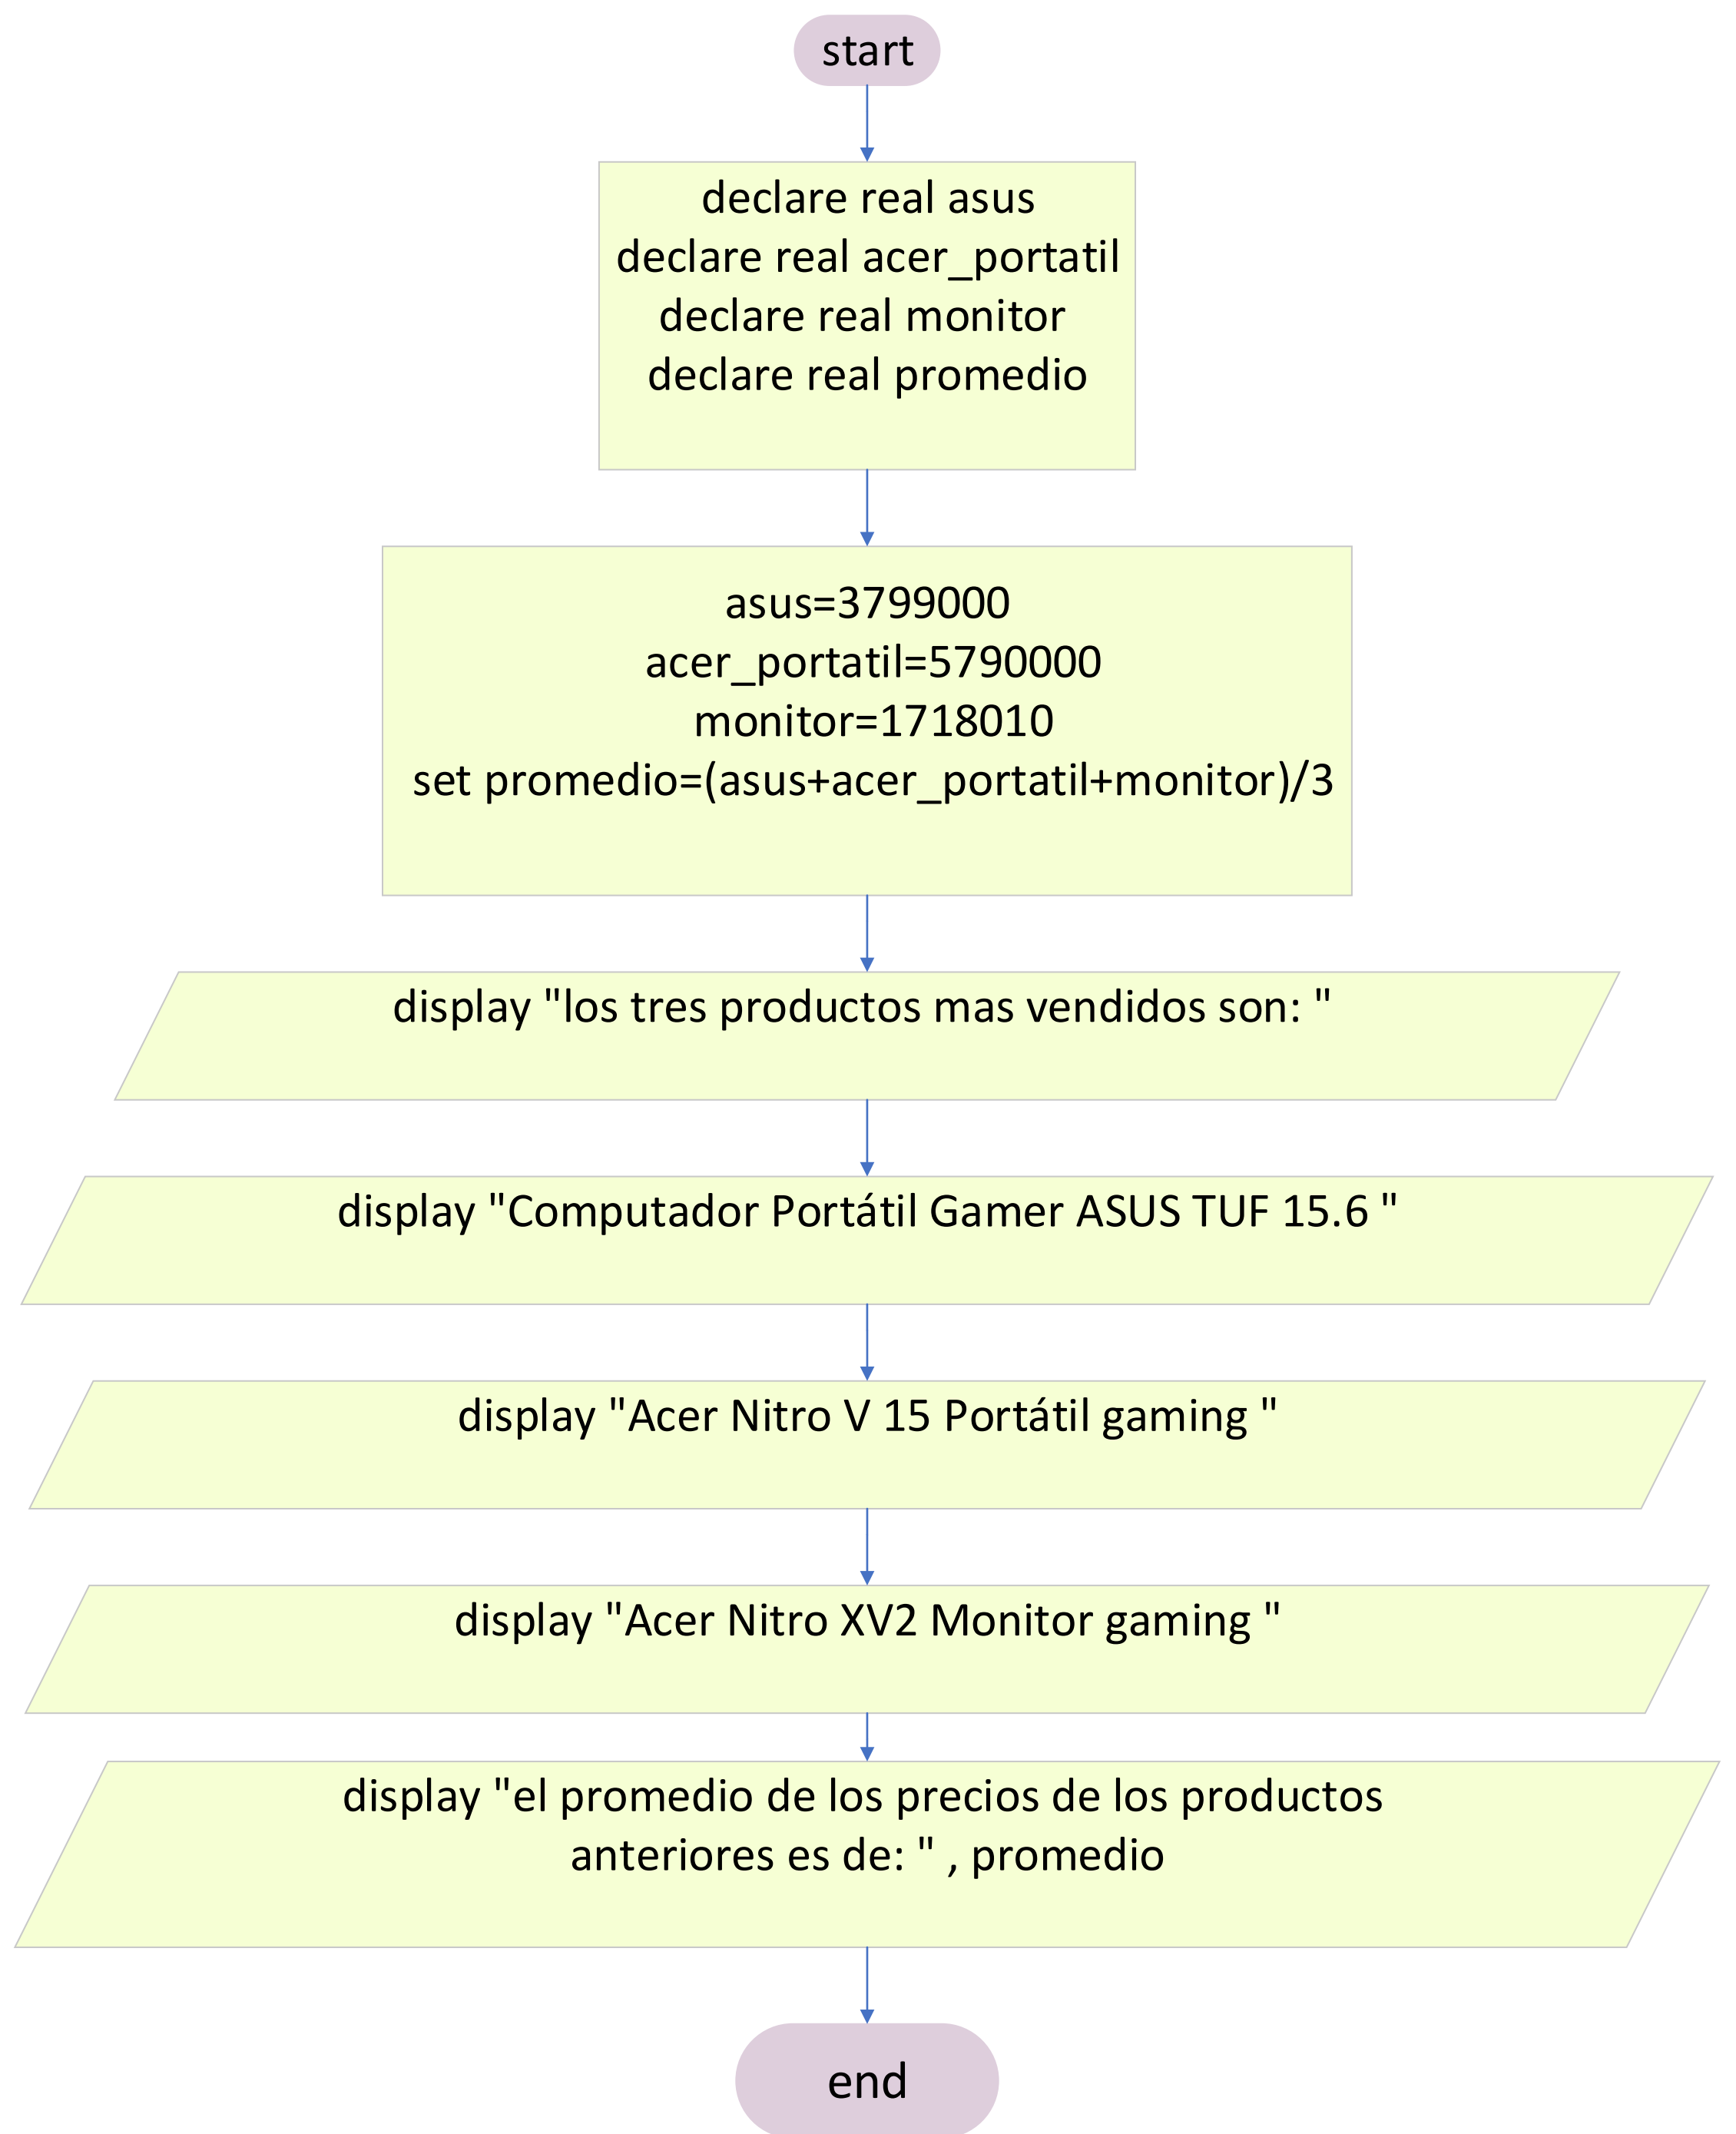 start
declare real asus
declare real acer_portatil
declare real monitor
declare real promedio
asus=3799000
acer_portatil=5790000
monitor=1718010
set promedio=(asus+acer_portatil+monitor)/3
display "los tres productos mas vendidos son: "
display "Computador Portátil Gamer ASUS TUF 15.6 "
display "Acer Nitro V 15 Portátil gaming "
display "Acer Nitro XV2 Monitor gaming "
display "el promedio de los precios de los productos
anteriores es de: " , promedio
end